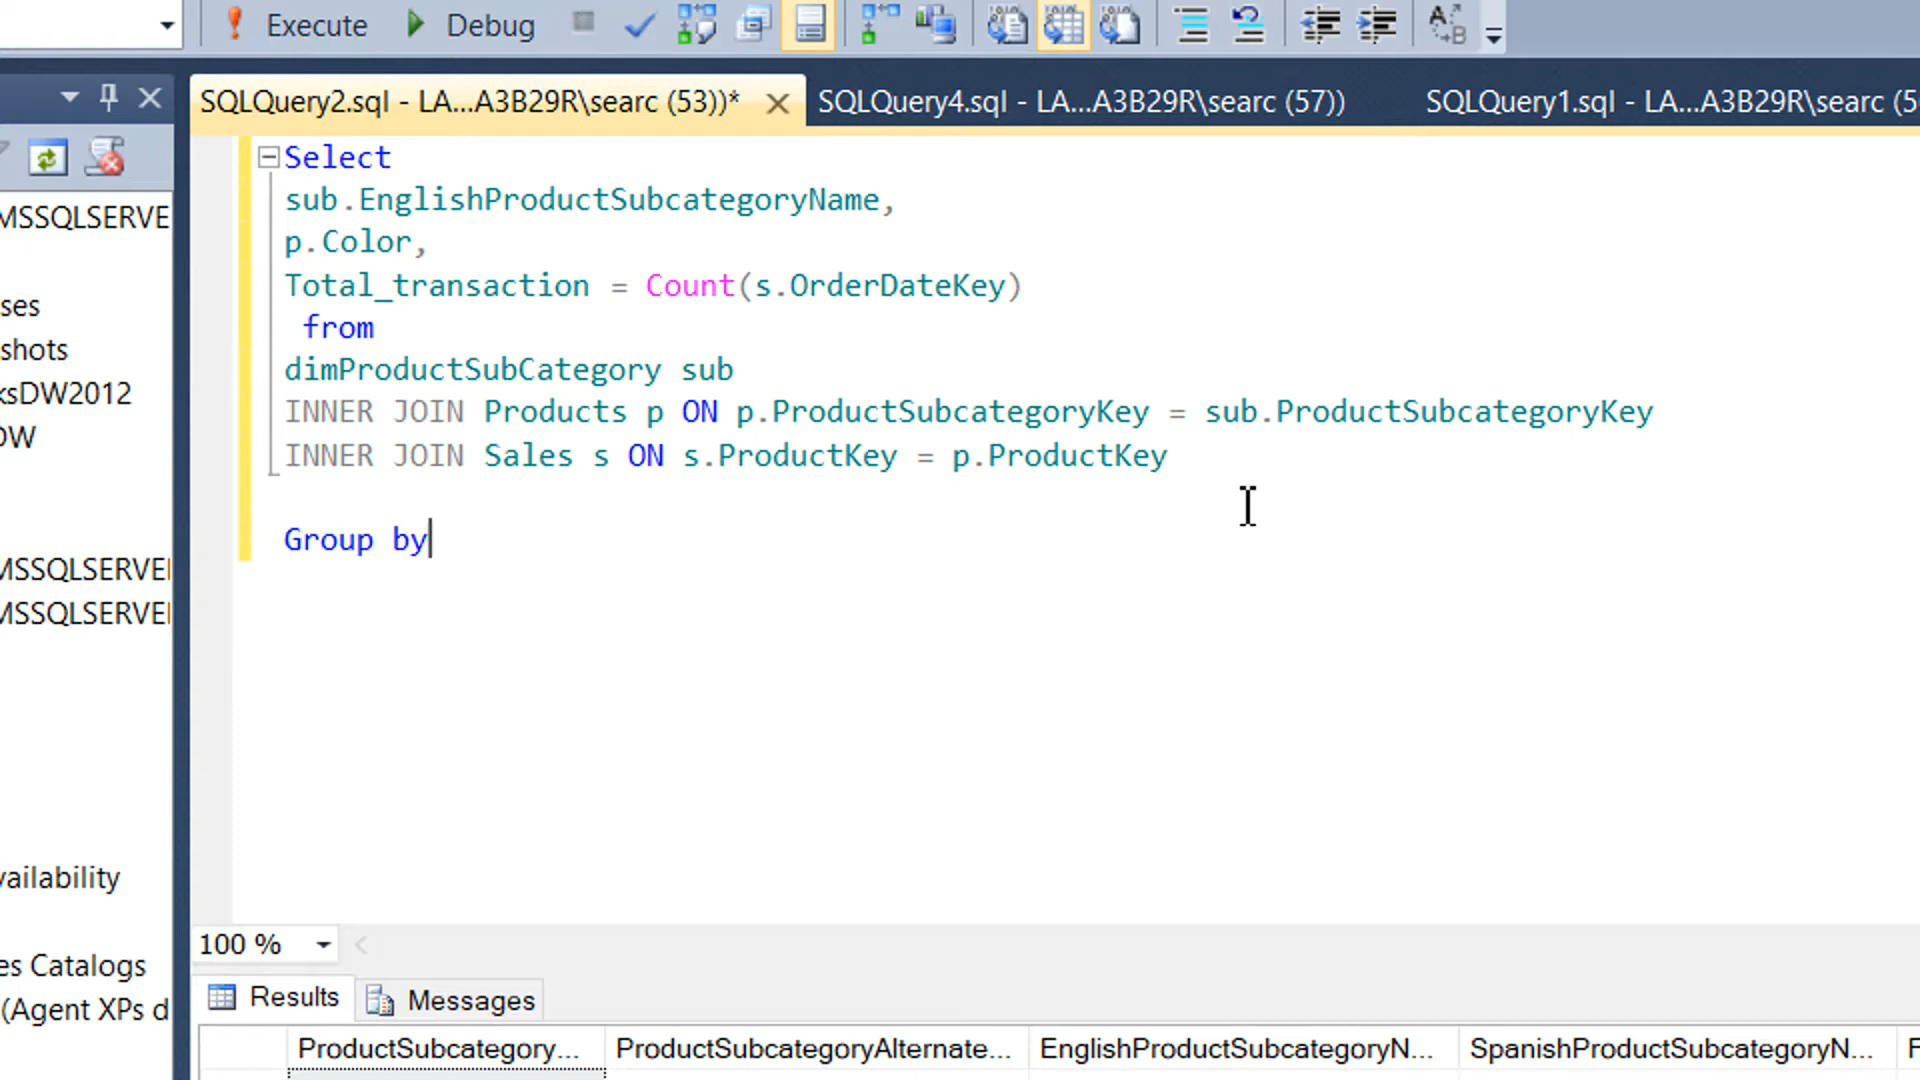 Execute Debug
SQLQuery2.sql - LA...A3B29R\searc (53))* SQLQuery4.sql - LA...A3B29R\searc (57)) SQLQuery1.sql - LA...A3B29R\searc (5
MSSQLSERVE
ses
shots
ksDW2012
DW
MSSQLSERVE
MSSQLSERVE
vailability
es Catalogs
(Agent XPs d
Select
sub.EnglishProductSubcategoryName,
p.Color,
Total_transaction = Count(s.OrderDateKey)
from
dimProductSubCategory sub
INNER JOIN Products p ON p.ProductSubcategoryKey = sub.ProductSubcategoryKey
INNER JOIN Sales s ON s.ProductKey = p.ProductKey
Group by
100 %
Results Messages
ProductSubcategory... ProductSubcategoryAlternate... EnglishProductSubcategoryN... SpanishProductSubcategoryN... F